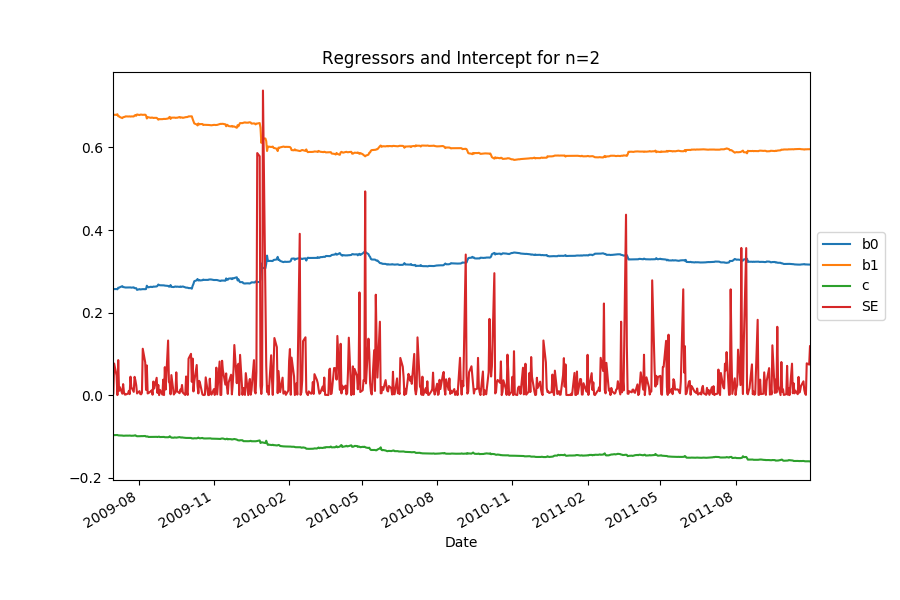 Regressors and Intercept for n=2
0.6
0.4
0.2
0.0
−0.2
b0
b1
c
SE
2009-08
2009-11
2010-02
2010-05
2010-08
2010-11
2011-02
2011-05
2011-08
Date